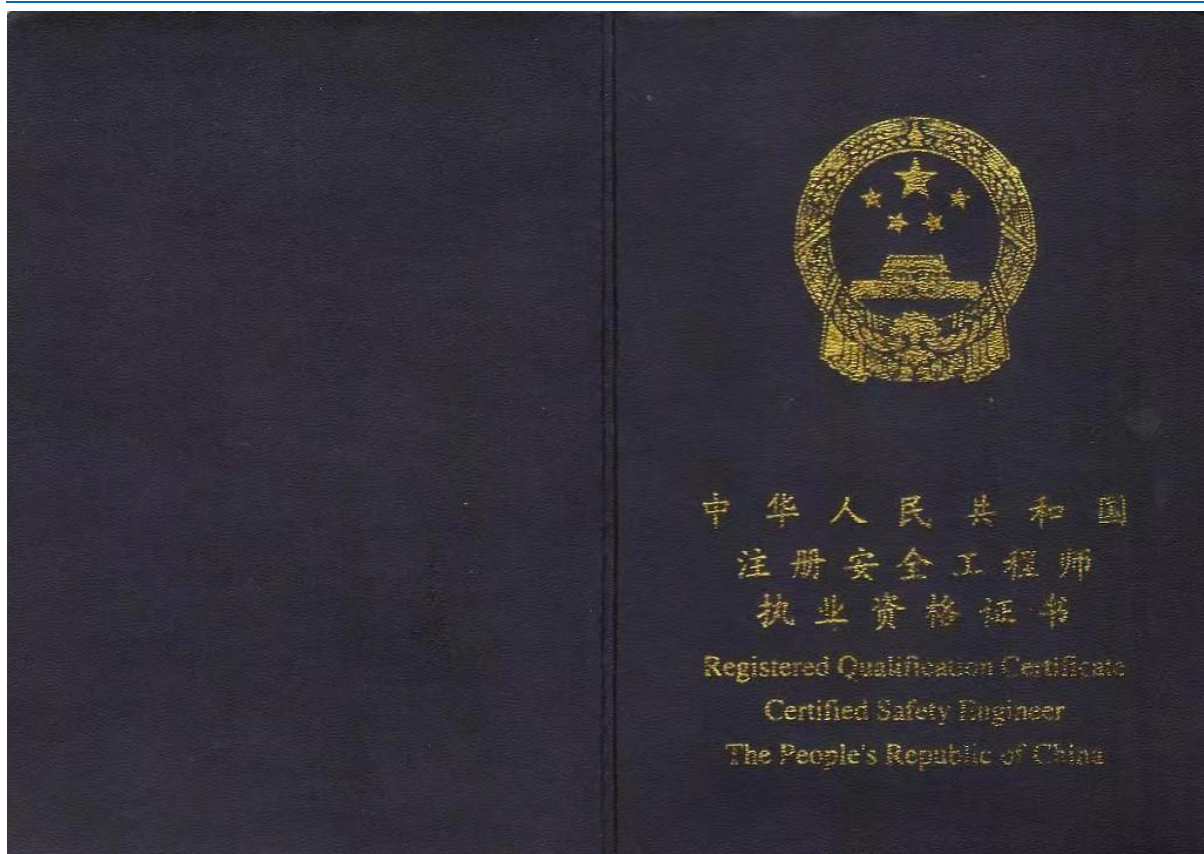 中华人民共和国
注册安全工程师
执业资格证书
Registered Qualification Certificate
Certified Safety Engineer
The People's Republic of China